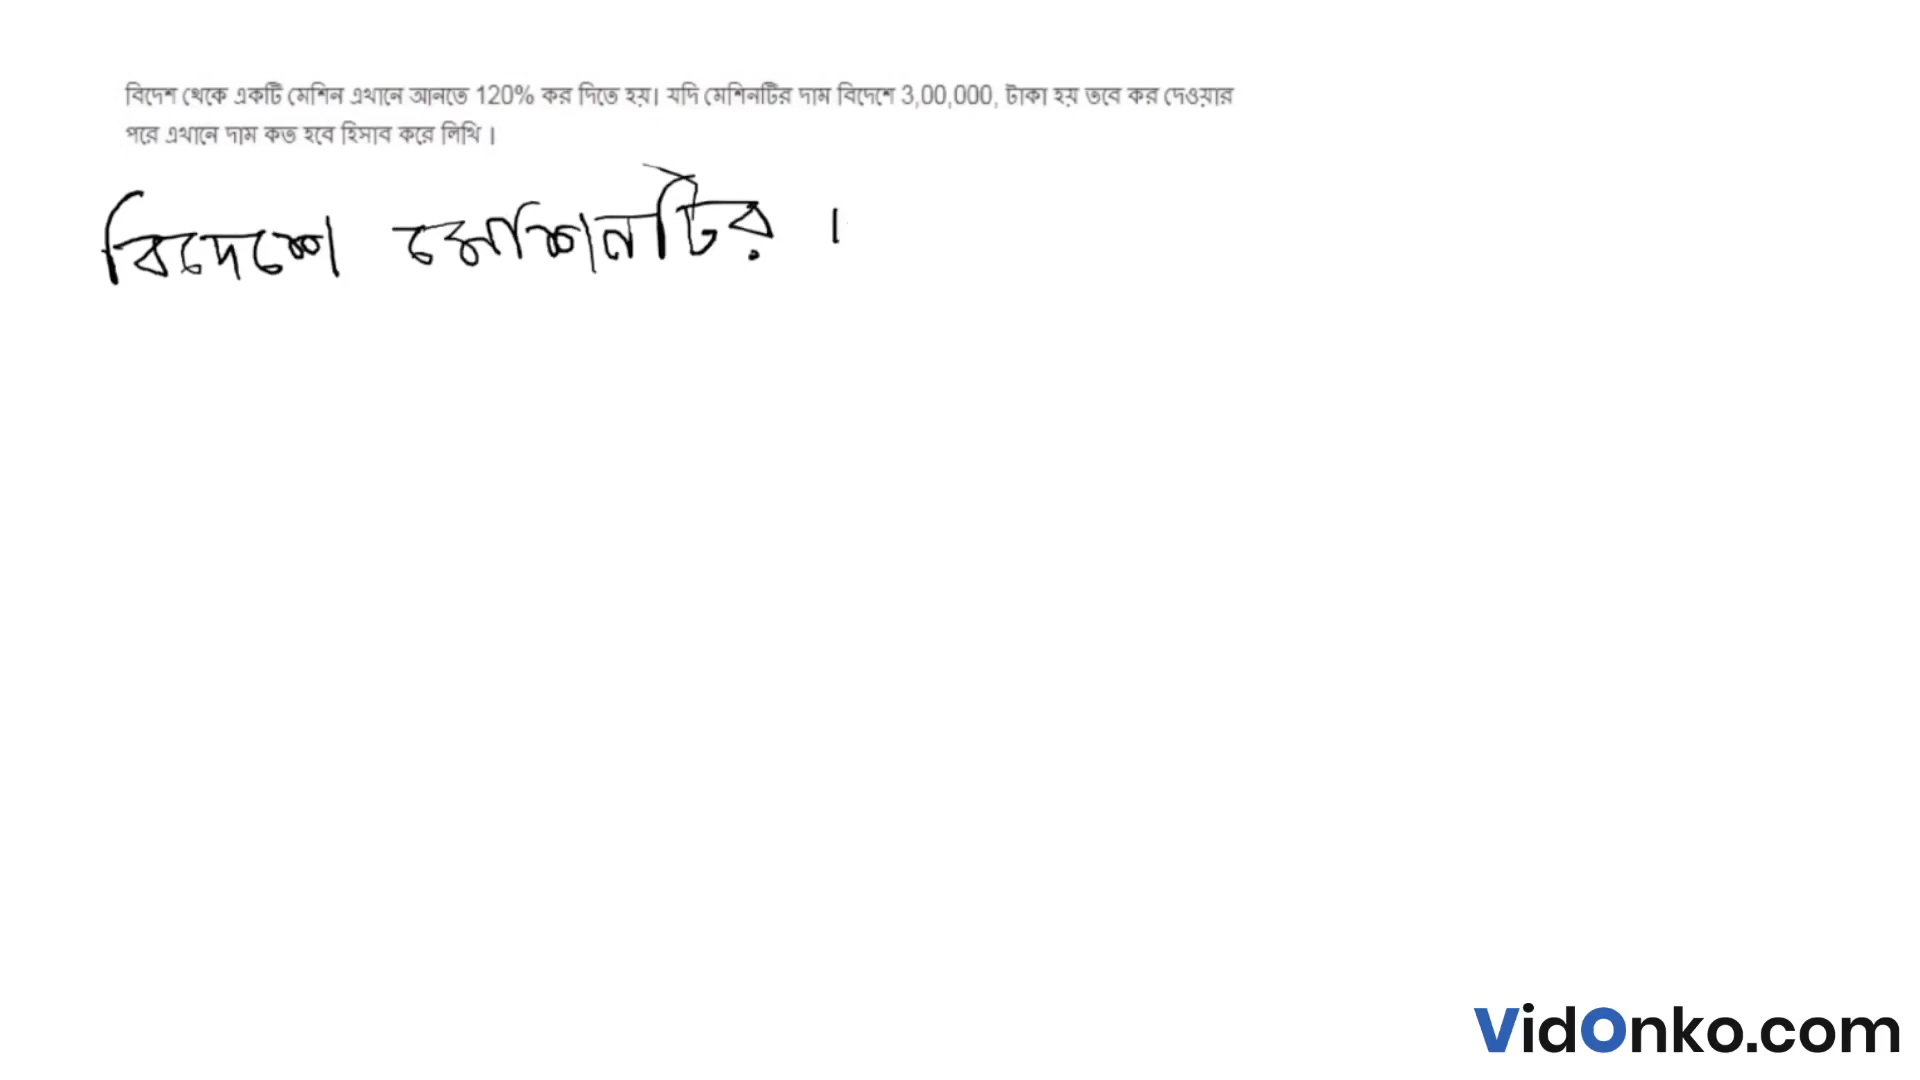 বিদেশ থেকে একটি মেশিন এখানে আনতে 120% কর দিতে হয়। যদি মেশিনটির দাম বিদেশে 3,00,000, টাকা হয় তবে কর দেওয়ার
পরে এখানে দাম কত হবে হিসাব করে লিখি ।
বিদেশে মেশিনটির
VidOnko.com